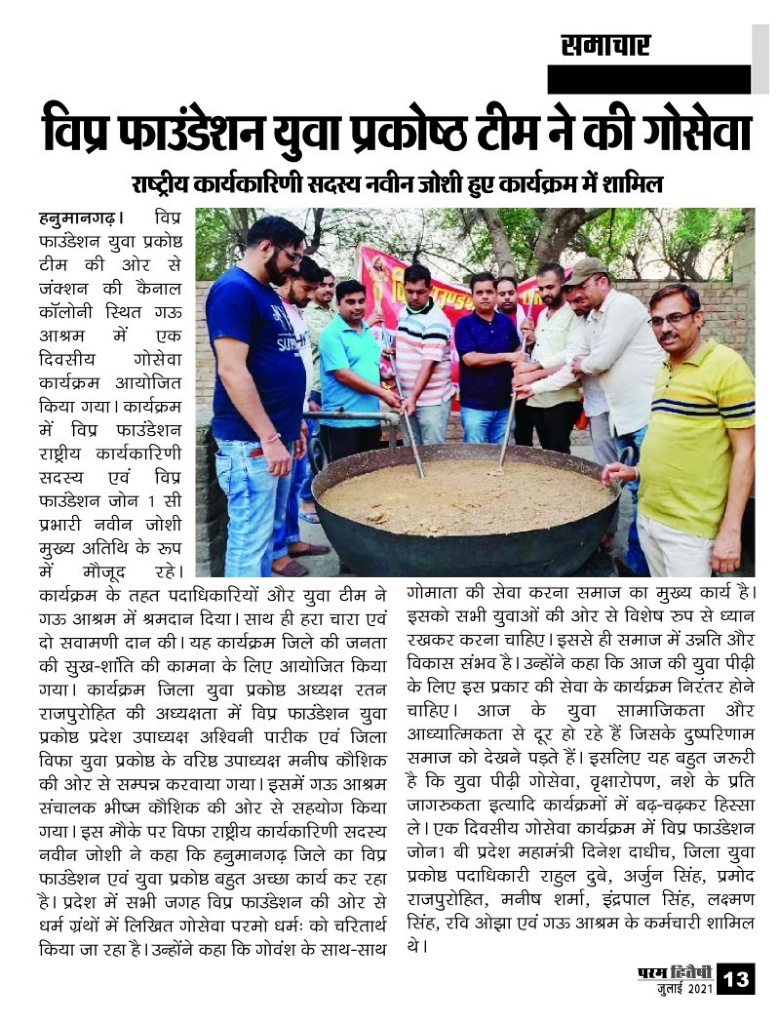 समाचार
विप्र फाउंडेशन युवा प्रकोष्ठ टीम ने की गोसेवा
राष्ट्रीय कार्यकारिणी सदस्य नवीन जोशी हुए कार्यक्रम में शामिल
हनुमानगढ़। विप्र
फाउंडेशन युवा प्रकोष्ठ
टीम की ओर से
जंक्शन की कैनाल
कॉलोनी स्थित गऊ
आश्रम में एक
दिवसीय गोसेवा
कार्यक्रम आयोजित
किया गया। कार्यक्रम
में विप्र फाउंडेशन
राष्ट्रीय कार्यकारिणी
सदस्य एवं विप्र
फाउंडेशन जोन 1 सी
प्रभारी नवीन जोशी
मुख्य अतिथि के रूप
में मौजूद रहे।
कार्यक्रम के तहत पदाधिकारियों और युवा टीम ने
गऊ आश्रम में श्रमदान दिया। साथ ही हरा चारा एवं
दो सवामणी दान की। यह कार्यक्रम जिले की जनता
की सुख-शांति की कामना के लिए आयोजित किया
गया। कार्यक्रम जिला युवा प्रकोष्ठ अध्यक्ष रतन
राजपुरोहित की अध्यक्षता में विप्र फाउंडेशन युवा
प्रकोष्ठ प्रदेश उपाध्यक्ष अश्विनी पारीक एवं जिला
विफा युवा प्रकोष्ठ के वरिष्ठ उपाध्यक्ष मनीष कौशिक
की ओर से सम्पन्न करवाया गया। इसमें गऊ आश्रम
संचालक भीष्म कौशिक की ओर से सहयोग किया
गया। इस मौके पर विफा राष्ट्रीय कार्यकारिणी सदस्य
नवीन जोशी ने कहा कि हनुमानगढ़ जिले का विप्र
फाउंडेशन एवं युवा प्रकोष्ठ बहुत अच्छा कार्य कर रहा
है। प्रदेश में सभी जगह विप्र फाउंडेशन की ओर से
धर्म ग्रंथों में लिखित गोसेवा परमो धर्मः को चरितार्थ
किया जा रहा है। उन्होंने कहा कि गोवंश के साथ-साथ
गोमाता की सेवा करना समाज का मुख्य कार्य है।
इसको सभी युवाओं की ओर से विशेष रुप से ध्यान
रखकर करना चाहिए। इससे ही समाज में उन्नति और
विकास संभव है। उन्होंने कहा कि आज की युवा पीढ़ी
के लिए इस प्रकार की सेवा के कार्यक्रम निरंतर होने
चाहिए। आज के युवा सामाजिकता और
आध्यात्मिकता से दूर हो रहे हैं जिसके दुष्परिणाम
समाज को देखने पड़ते हैं। इसलिए यह बहुत जरूरी
है कि युवा पीढ़ी गोसेवा, वृक्षारोपण, नशे के प्रति
जागरुकता इत्यादि कार्यक्रमों में बढ़-चढ़कर हिस्सा
ले। एक दिवसीय गोसेवा कार्यक्रम में विप्र फाउंडेशन
जोन1 बी प्रदेश महामंत्री दिनेश दाधीच, जिला युवा
प्रकोष्ठ पदाधिकारी राहुल दुबे, अर्जुन सिंह, प्रमोद
राजपुरोहित, मनीष शर्मा, इंद्रपाल सिंह, लक्ष्मण
सिंह, रवि ओझा एवं गऊ आश्रम के कर्मचारी शामिल
थे।
परम हितैषी
जुलाई 2021 13